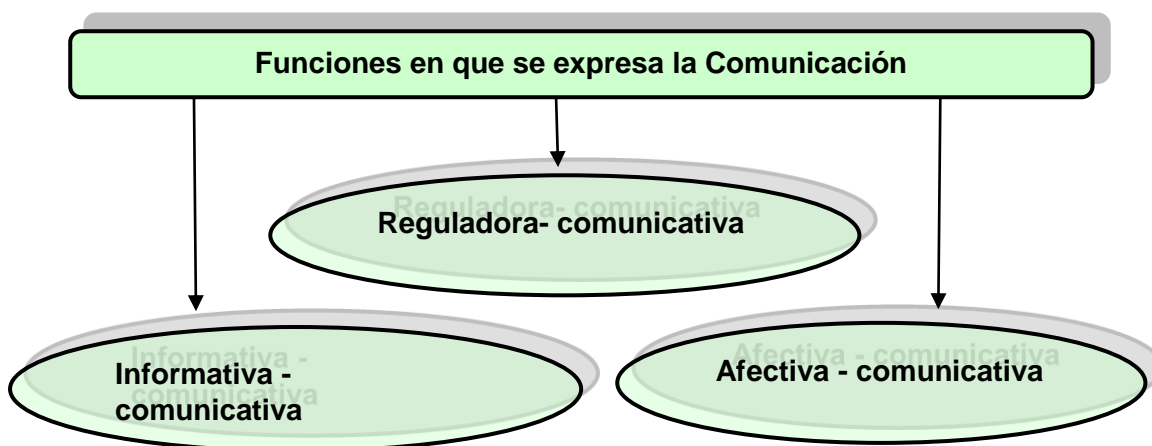 Funciones en que se expresa la Comunicación
Reguladora- comunicativa
Informativa -
comunicativa
Afectiva - comunicativa